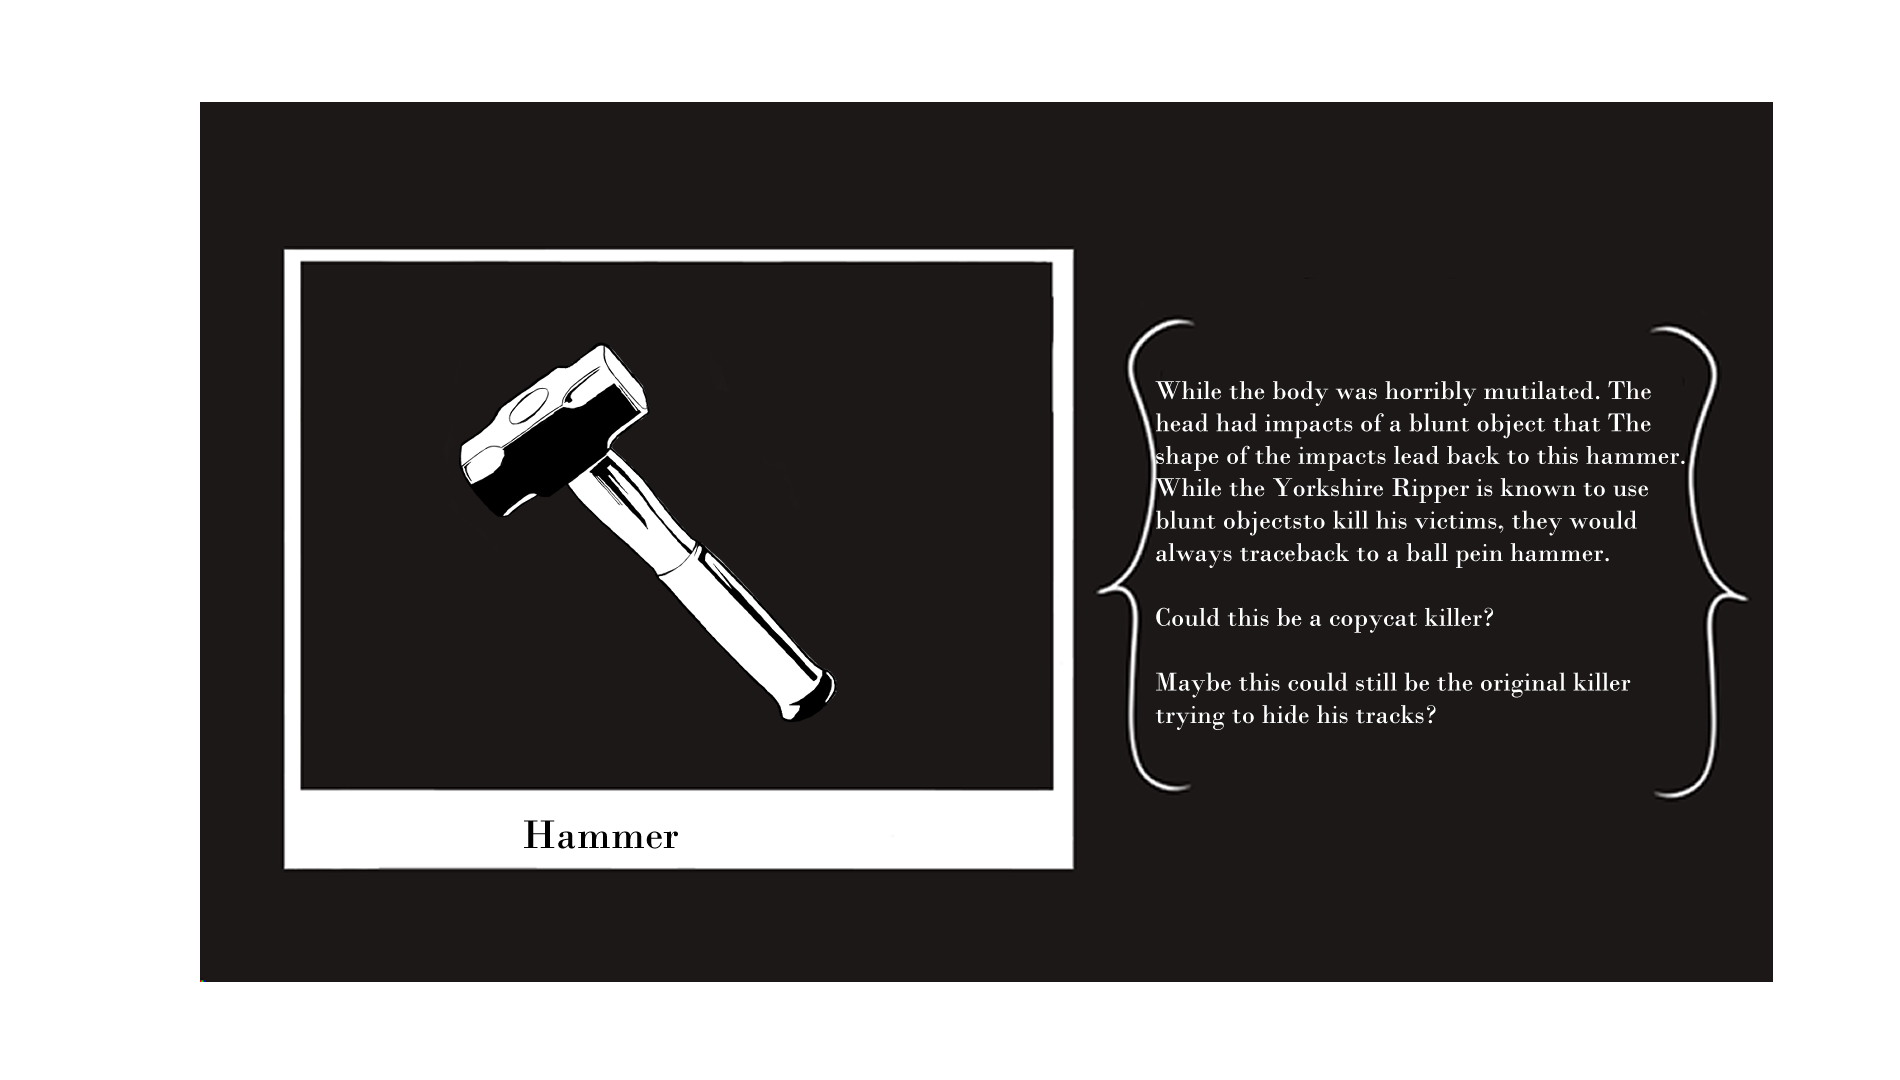 While the body was horribly mutilated. The
head had impacts of a blunt object that The
shape of the impacts lead back to this hammer.
While the Yorkshire Ripper is known to use
blunt objectsto kill his victims, they would
always traceback to a ball pein hammer.
Could this be a copycat killer?
Maybe this could still be the original killer
trying to hide his tracks?
Hammer